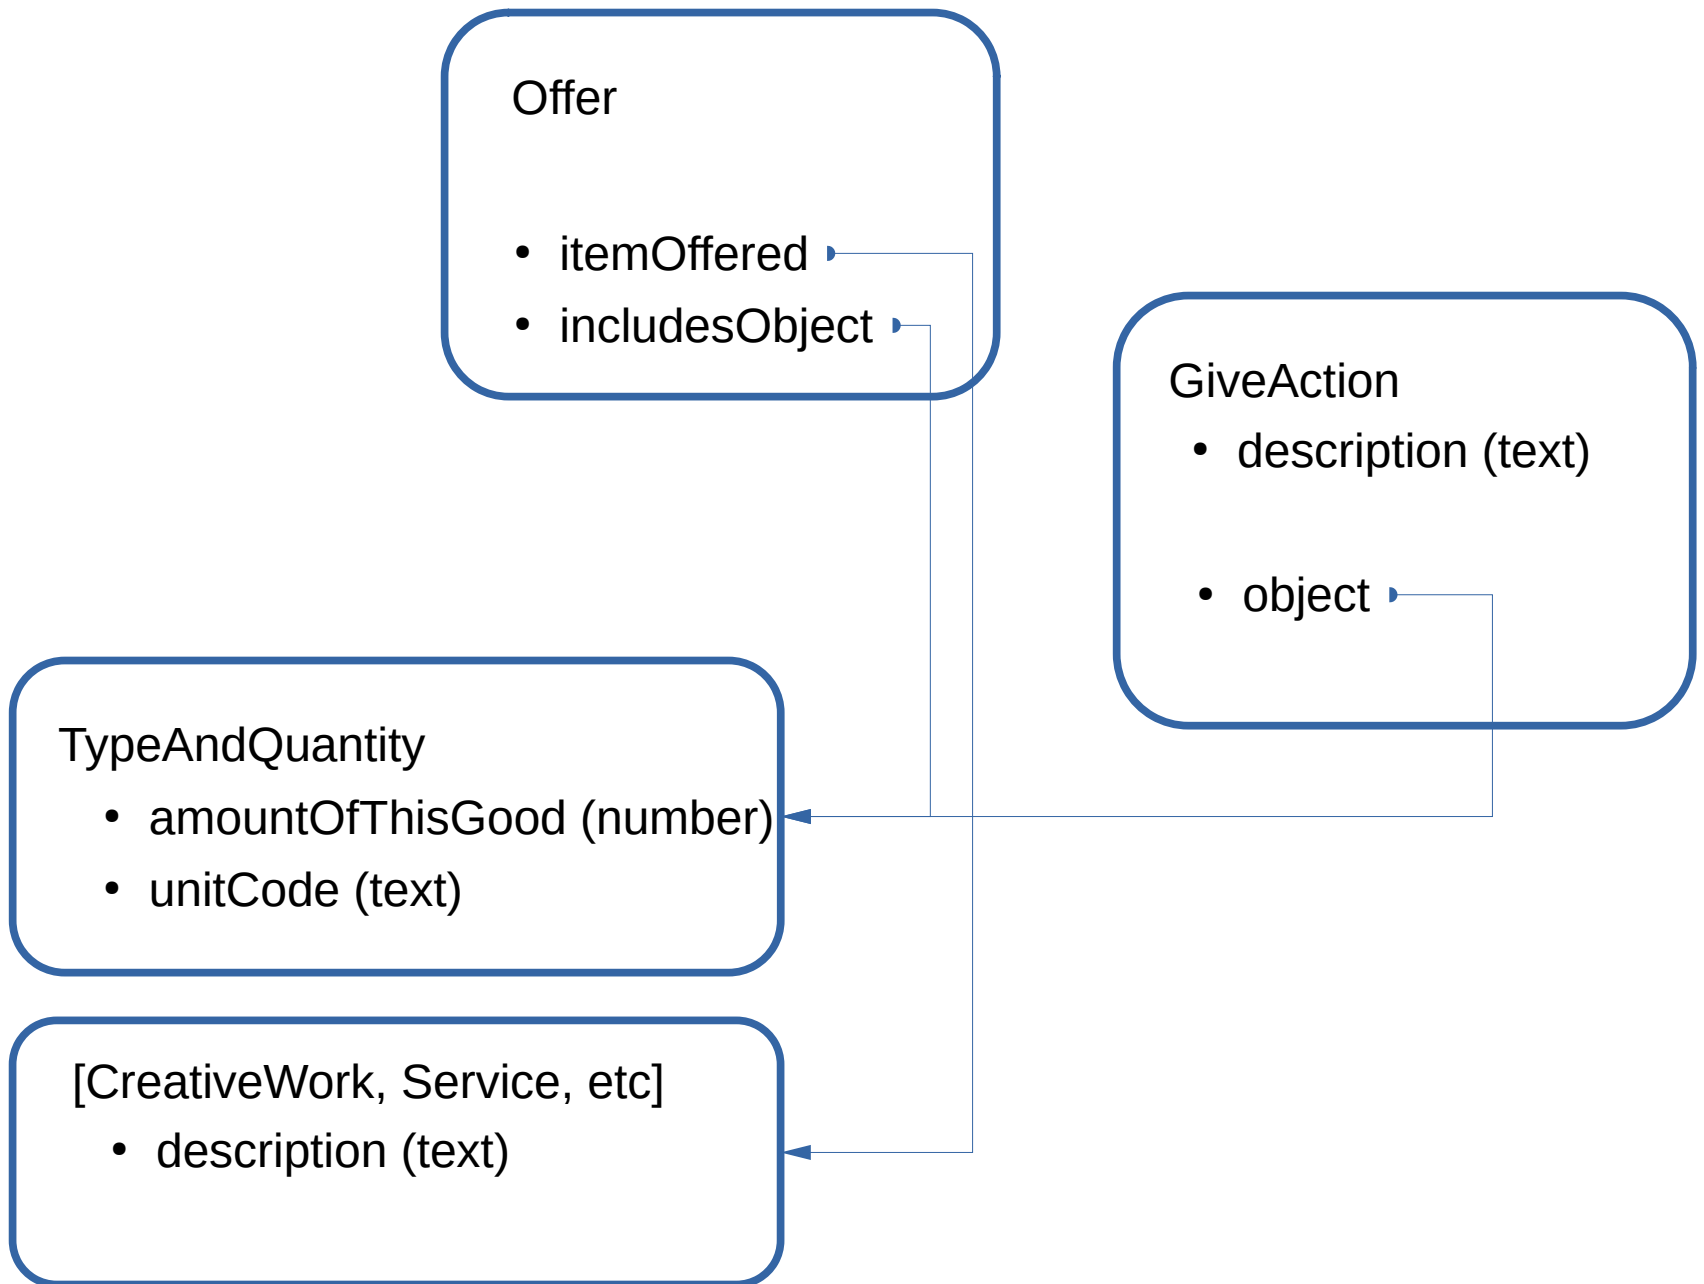 Offer
• itemOffered
• includesObject
GiveAction
• description (text)
• object
TypeAndQuantity
• amountOfThisGood (number)
• unitCode (text)
[CreativeWork, Service, etc]
• description (text)